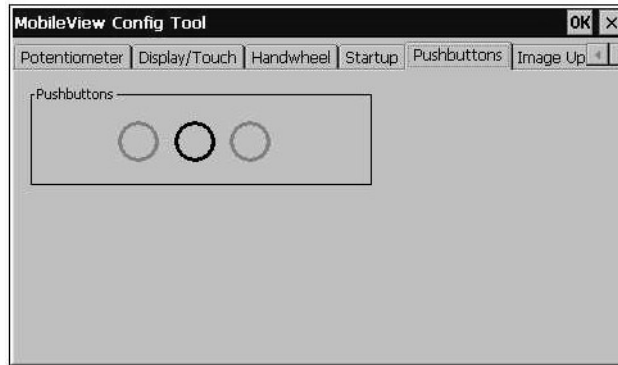 MobileView Config Tool OK ×
Potentiometer Display/Touch Handwheel Startup Pushbuttons Image Up
Pushbuttons